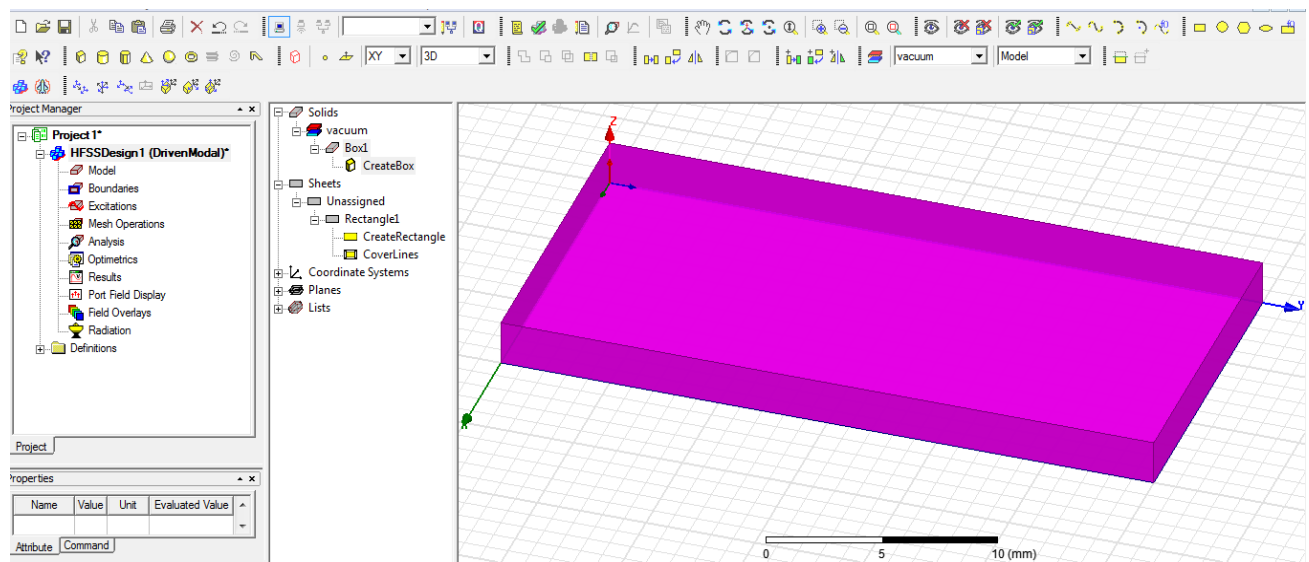 XY
3D
vacuum
Model
Project Manager
Project1*
HFSSDesign1 (DrivenModal)*
Model
Boundaries
Excitations
Mesh Operations
Analysis
Optimetrics
Results
Port Field Display
Field Overlays
Radiation
Definitions
Project
Properties
Name Value Unit Evaluated Value
Attribute Command
Solids
vacuum
Box1
CreateBox
Sheets
Unassigned
Rectangle1
CreateRectangle
CoverLines
Coordinate Systems
Planes
Lists
Z
Y
X
0 5 10 (mm)